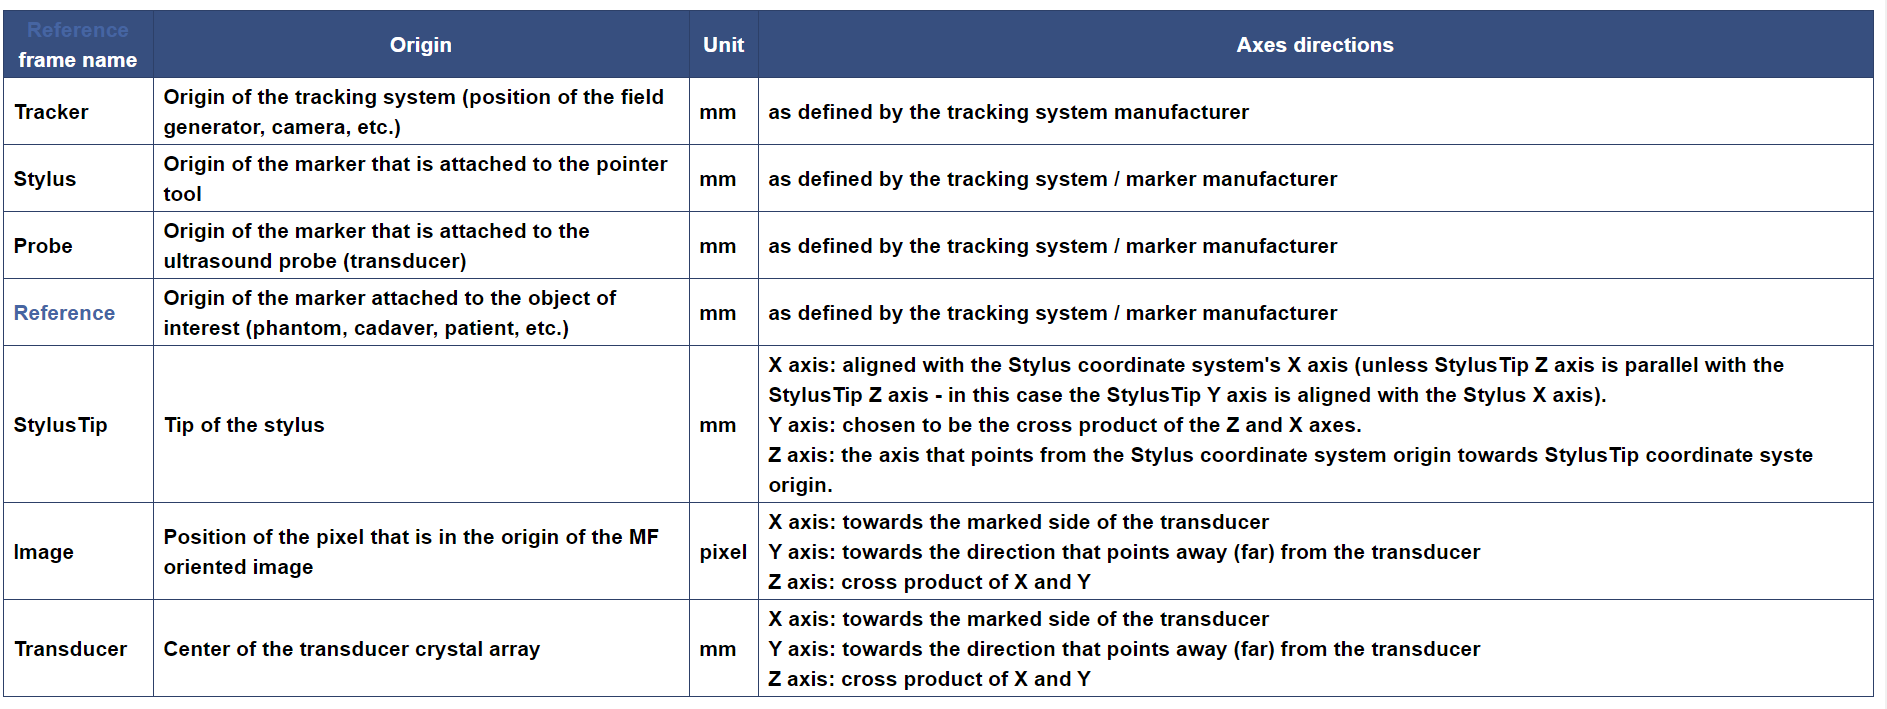 Reference
frame name
Origin
Unit
Axes directions
Tracker
Origin of the tracking system (position of the field
generator, camera, etc.)
mm
as defined by the tracking system manufacturer
Stylus
Origin of the marker that is attached to the pointer
tool
mm
as defined by the tracking system / marker manufacturer
Probe
Origin of the marker that is attached to the
ultrasound probe (transducer)
mm
as defined by the tracking system / marker manufacturer
Reference
Origin of the marker attached to the object of
interest (phantom, cadaver, patient, etc.)
mm
as defined by the tracking system / marker manufacturer
StylusTip
Tip of the stylus
mm
X axis: aligned with the Stylus coordinate system's X axis (unless StylusTip Z axis is parallel with the
StylusTip Z axis - in this case the StylusTip Y axis is aligned with the Stylus X axis).
Y axis: chosen to be the cross product of the Z and X axes.
Z axis: the axis that points from the Stylus coordinate system origin towards StylusTip coordinate syste
origin.
Image
Position of the pixel that is in the origin of the MF
oriented image
pixel
X axis: towards the marked side of the transducer
Y axis: towards the direction that points away (far) from the transducer
Z axis: cross product of X and Y
Transducer
Center of the transducer crystal array
mm
X axis: towards the marked side of the transducer
Y axis: towards the direction that points away (far) from the transducer
Z axis: cross product of X and Y